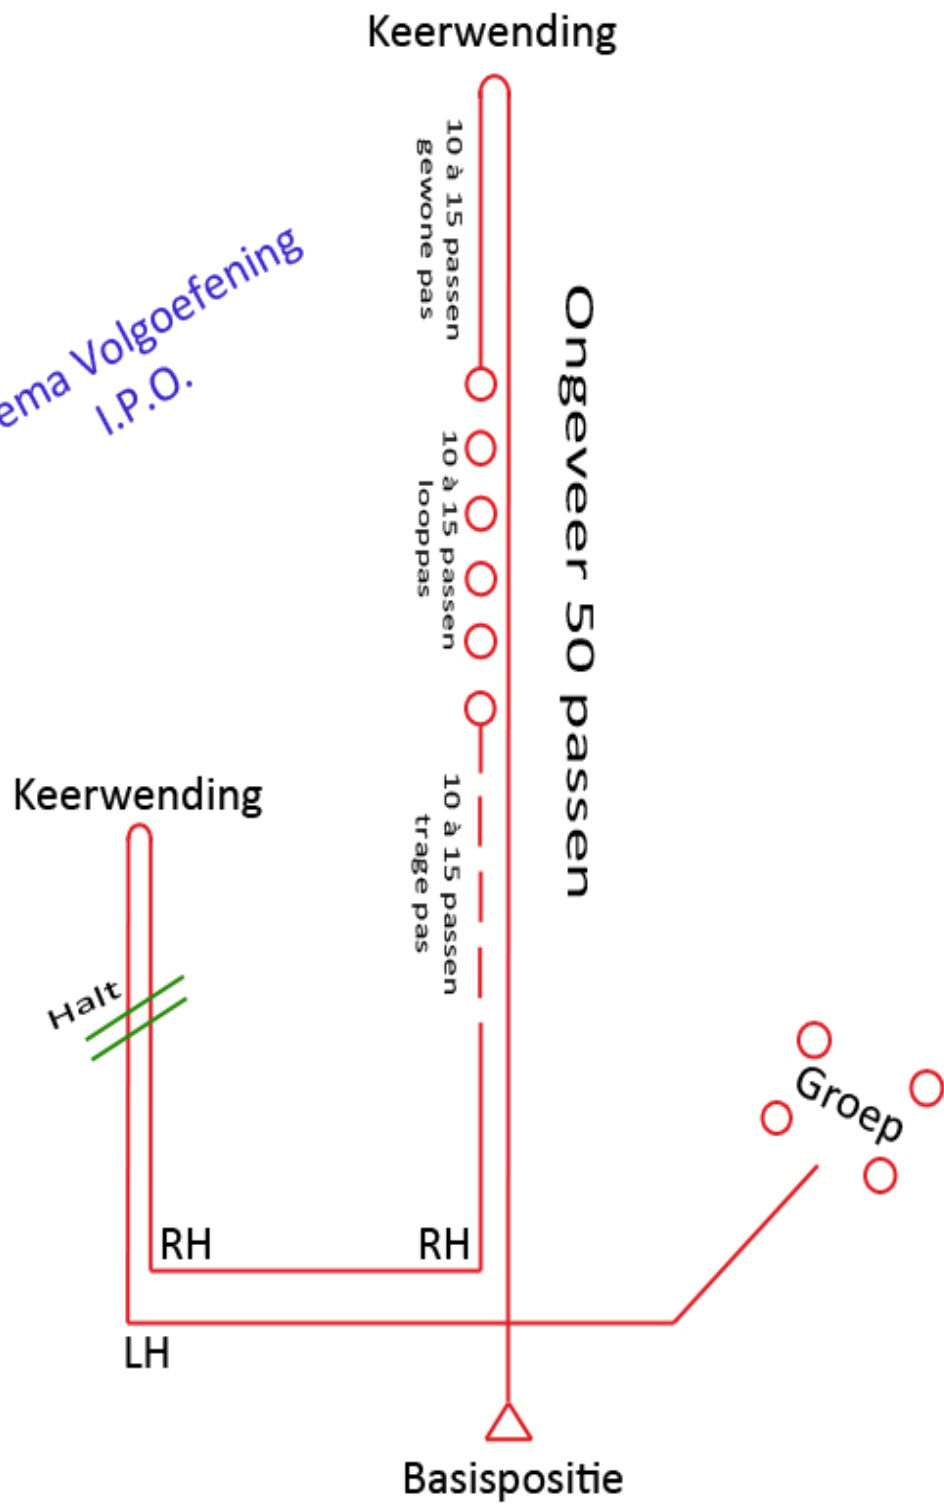 Keerwending
10 à 15 passen
gewone pas
Volgoefening
I.P.O.
Ongeveer 50 passen
10 à 15 passen
looppas
Keerwending
10 à 15 passen
trage pas
Halt
Groep
RH
RH
LH
Basispositie